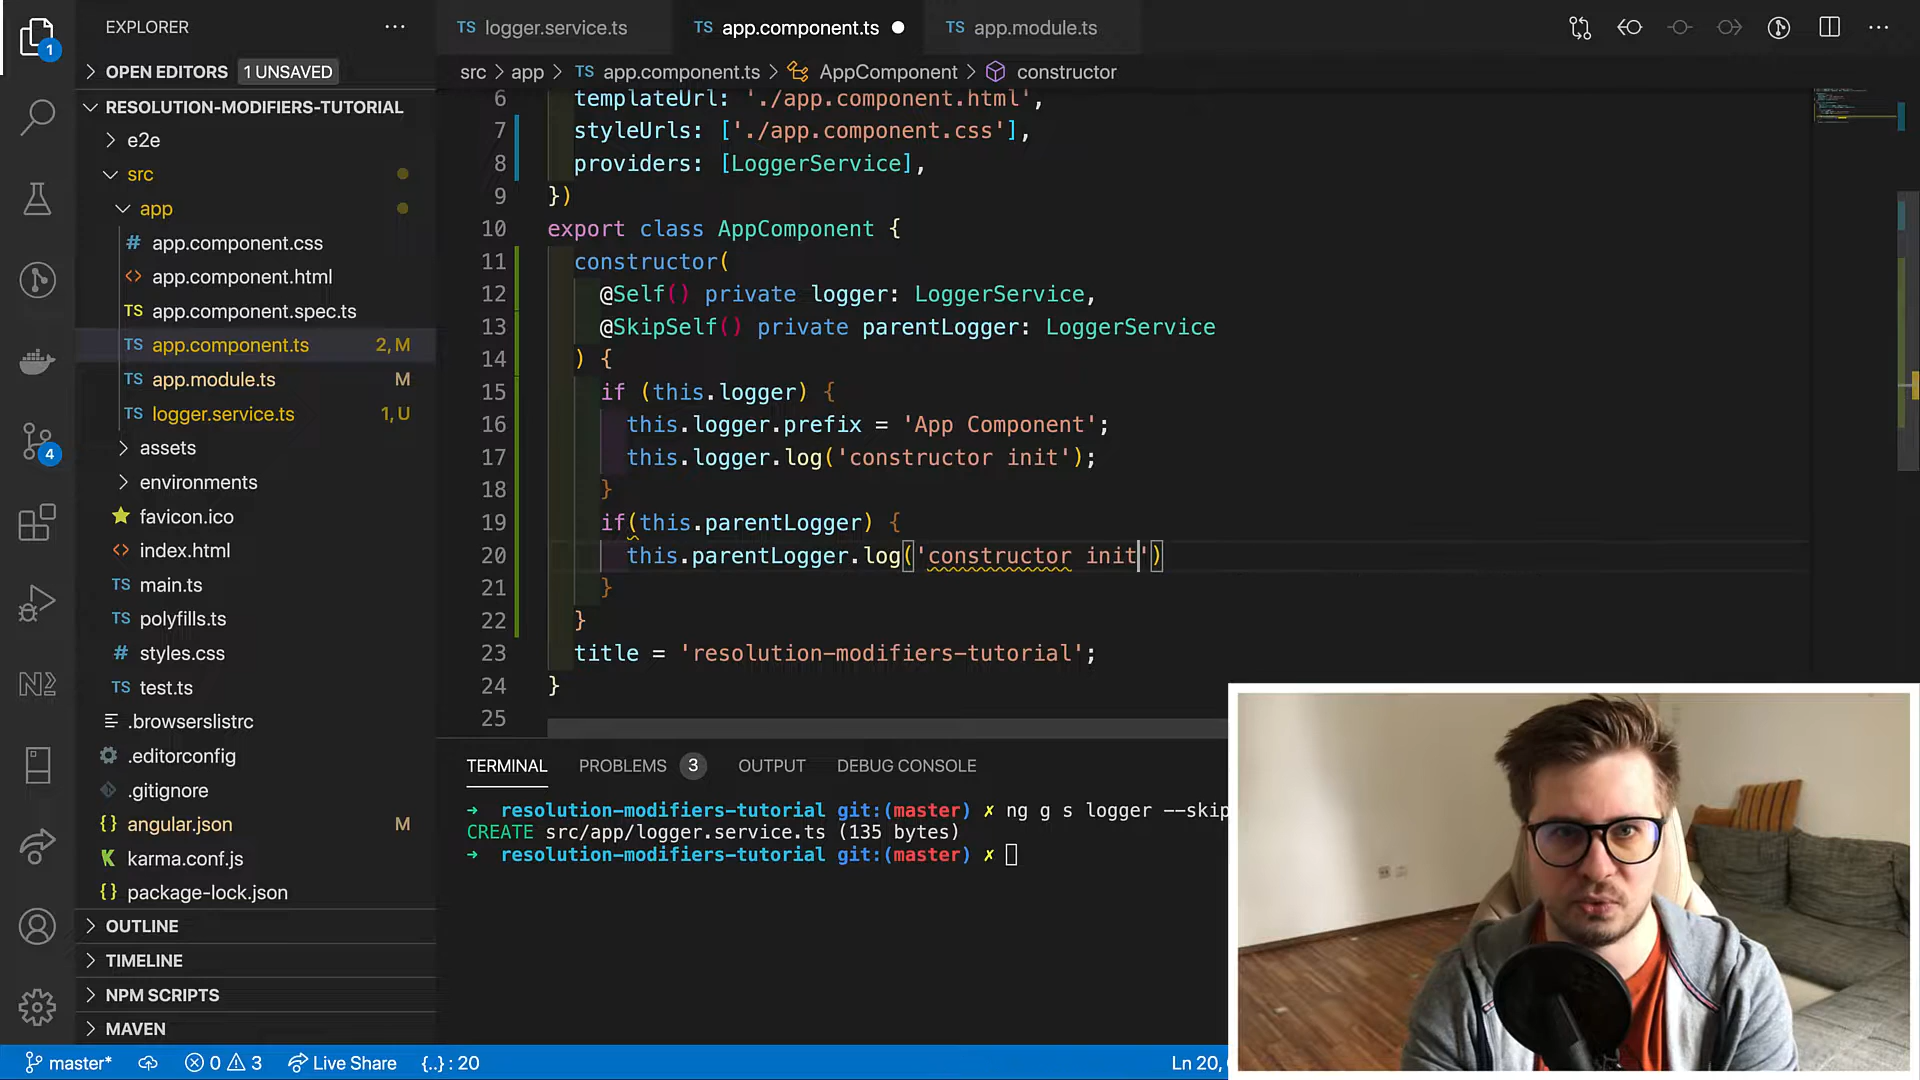 EXPLORER
OPEN EDITORS 1 UNSAVED
RESOLUTION-MODIFIERS-TUTORIAL
e2e
src
app
# app.component.css
<> app.component.html
TS app.component.spec.ts
TS app.component.ts 2, M
TS app.module.ts M
TS logger.service.ts 1, U
assets
environments
favicon.ico
<> index.html
TS main.ts
TS polyfills.ts
# styles.css
TS test.ts
.browserslistrc
.editorconfig
.gitignore
{} angular.json M
K karma.conf.js
{} package-lock.json
OUTLINE
TIMELINE
NPM SCRIPTS
MAVEN
1
4
TS logger.service.ts
TS app.component.ts
TS app.module.ts
src > app > TS app.component.ts > AppComponent > constructor
6 templateUrl: './app.component.html',
7 styleUrls: ['./app.component.css'],
8 providers: [LoggerService],
9 })
10 export class AppComponent {
11 constructor(
12 @Self() private logger: LoggerService,
13 @SkipSelf() private parentLogger: LoggerService
14 ) {
15 if (this.logger) {
16 this.logger.prefix = 'App Component';
17 this.logger.log('constructor init');
18 }
19 if(this.parentLogger) {
20 this.parentLogger.log('constructor init')
21 }
22 }
23 title = 'resolution-modifiers-tutorial';
24 }
25
TERMINAL PROBLEMS 3 OUTPUT DEBUG CONSOLE
➜ resolution-modifiers-tutorial git:(master) ✗ ng g s logger --skip
CREATE src/app/logger.service.ts (135 bytes)
➜ resolution-modifiers-tutorial git:(master) ✗
master* 0 3 Live Share {..} : 20 Ln 20,